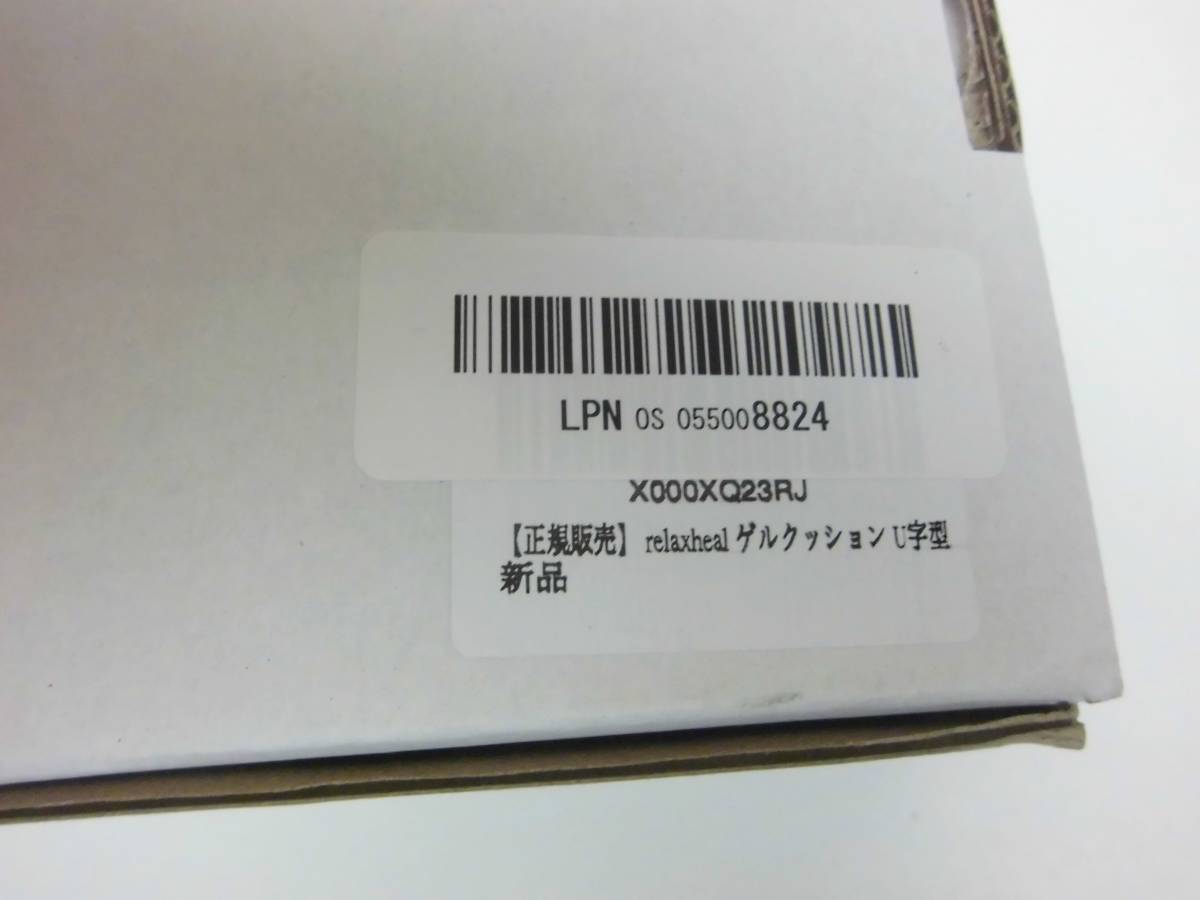 LPN OS 055008824
X000XQ23RJ
【正規販売】 relaxheal ゲルクッション U字型
新品